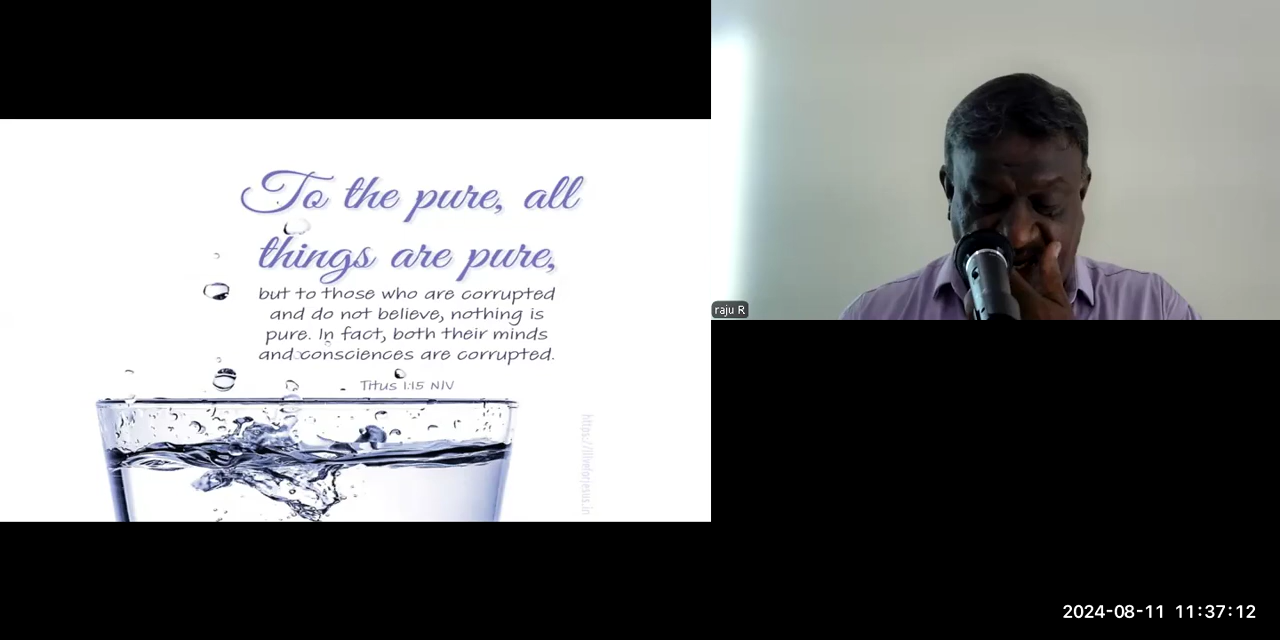 To the pure, all
things are pure,
but to those who are corrupted
and do not believe, nothing is
pure. In fact, both their minds
and consciences are corrupted.
Titus 1:15 NIV
raju R
2024-08-11 11:37:12